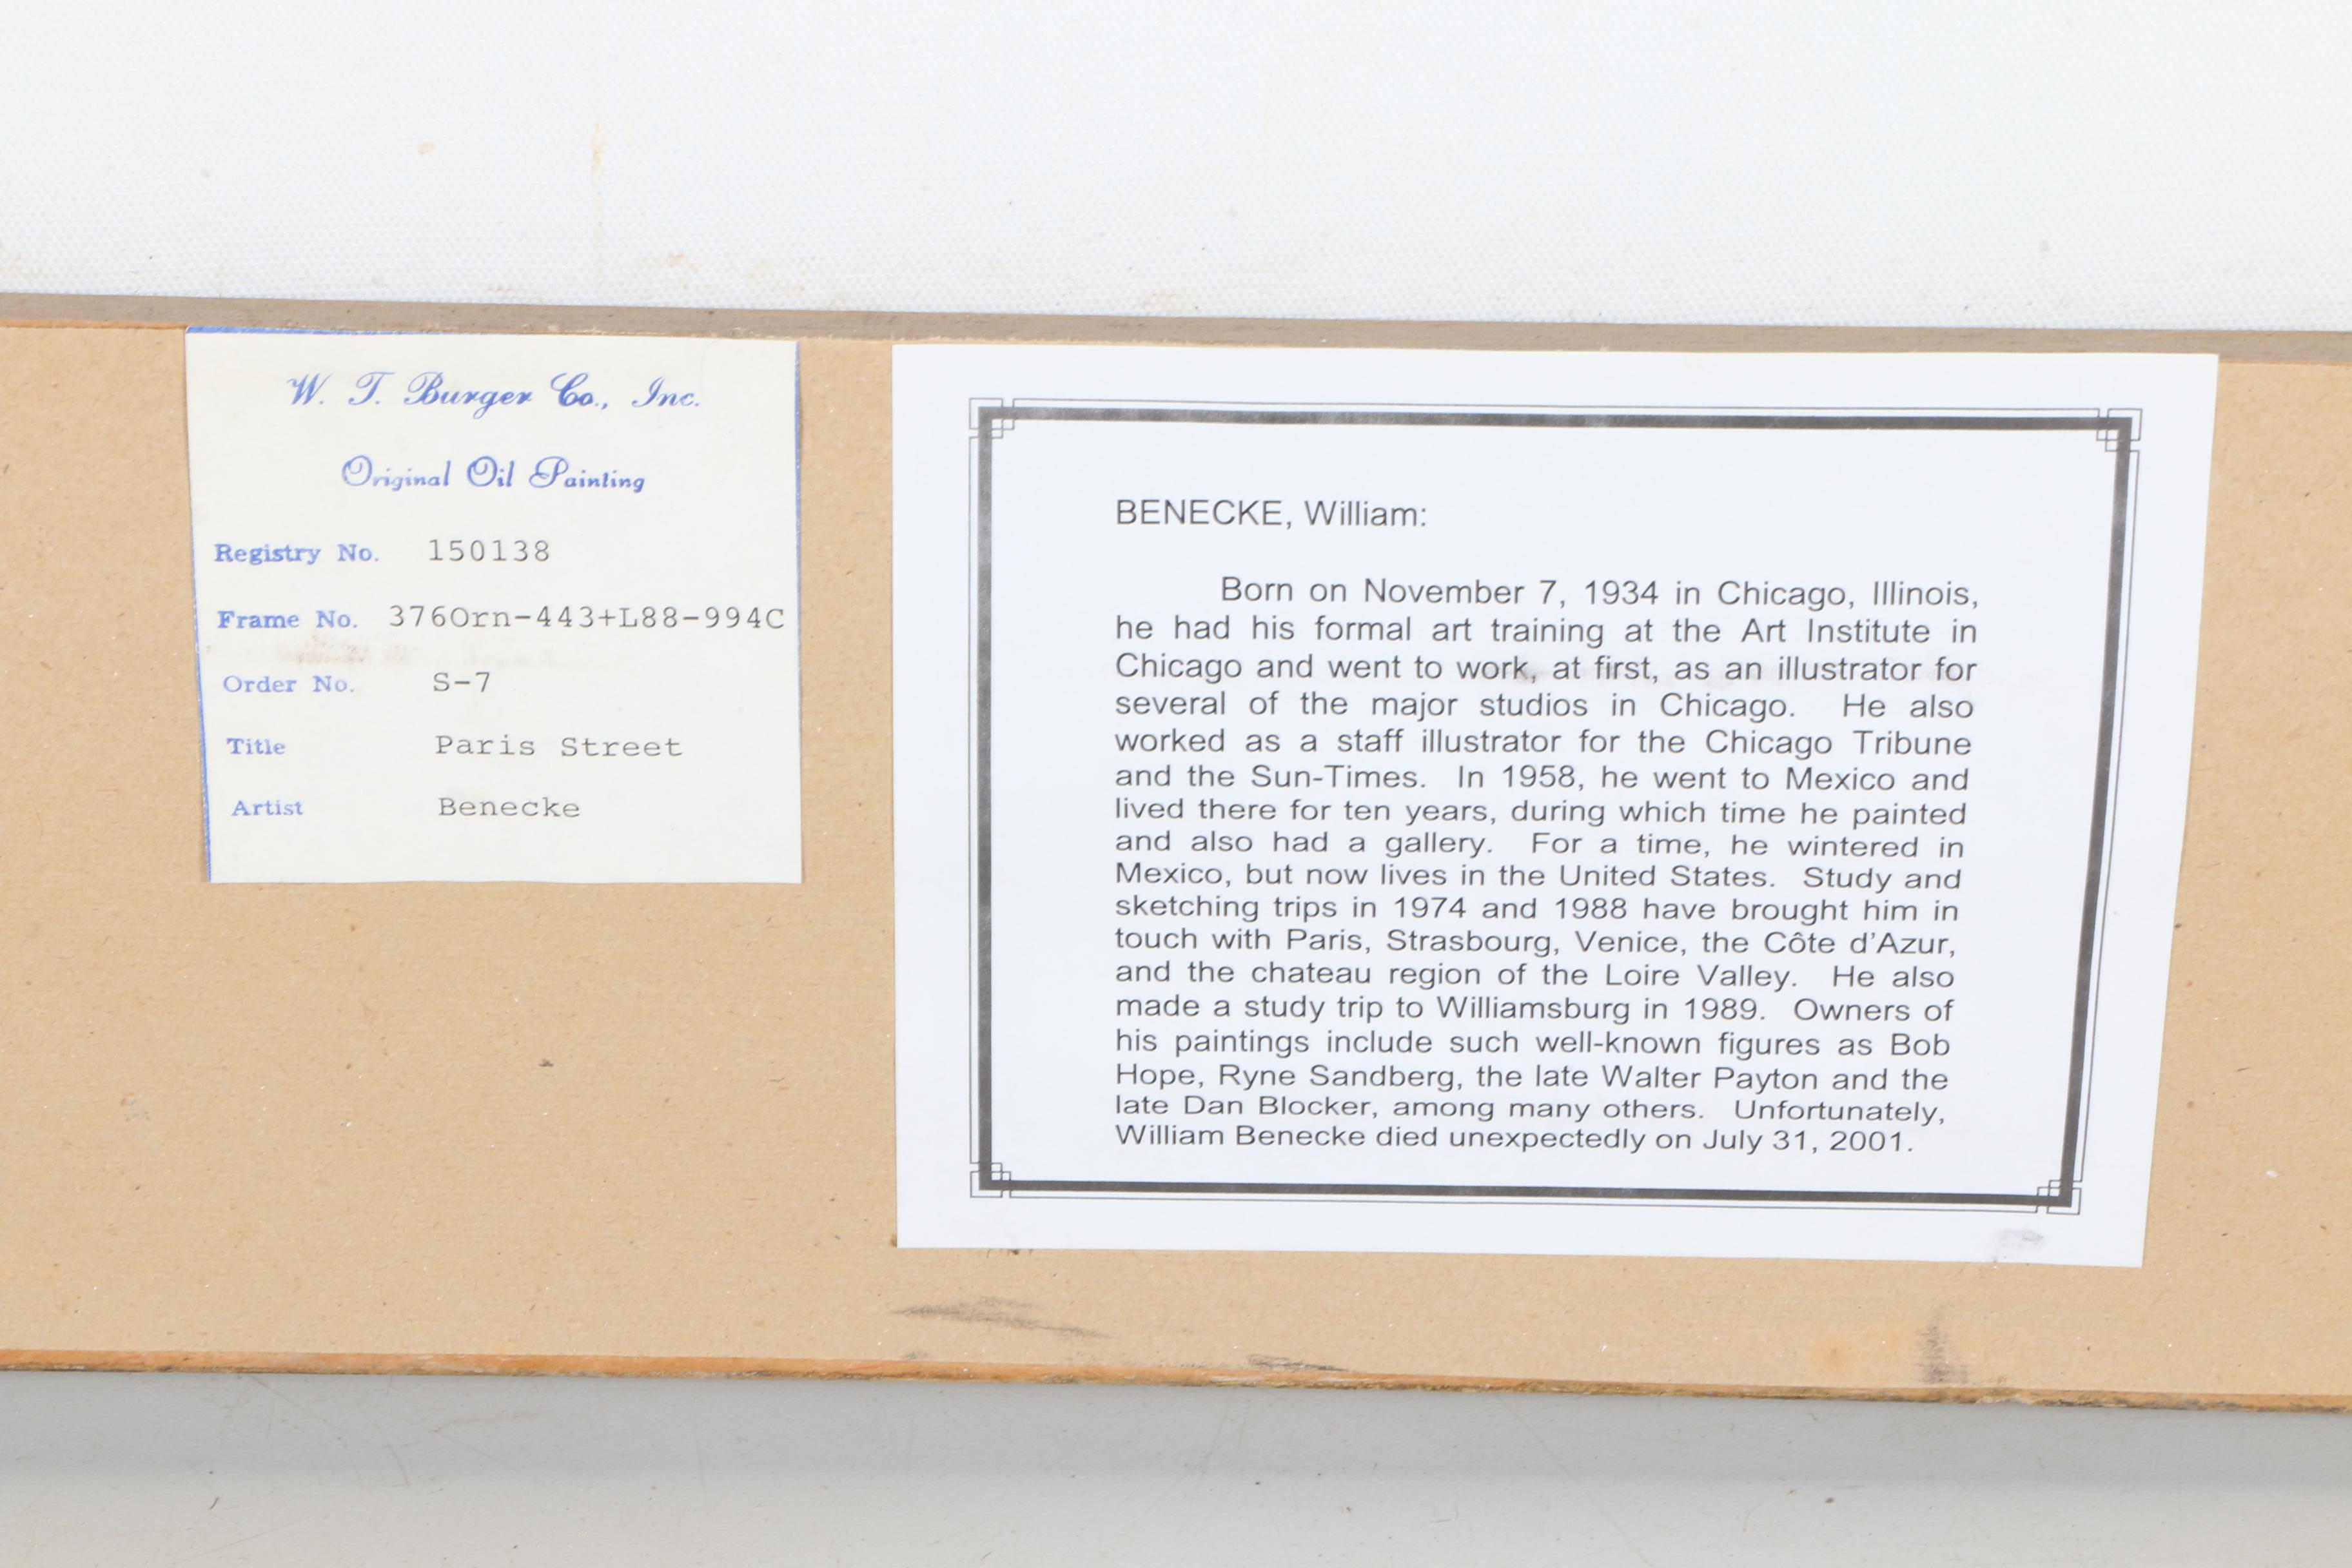 W. T. Burger Co., Inc.
Original Oil Painting
Registry No. 150138
Frame No. 376Orn-443+L88-994C
Order No. S-7
Title Paris Street
Artist Benecke
BENECKE, William:
Born on November 7, 1934 in Chicago, Illinois,
he had his formal art training at the Art Institute in
Chicago and went to work, at first, as an illustrator for
several of the major studios in Chicago. He also
worked as a staff illustrator for the Chicago Tribune
and the Sun-Times. In 1958, he went to Mexico and
lived there for ten years, during which time he painted
and also had a gallery. For a time, he wintered in
Mexico, but now lives in the United States. Study and
sketching trips in 1974 and 1988 have brought him in
touch with Paris, Strasbourg, Venice, the Côte d'Azur,
and the chateau region of the Loire Valley. He also
made a study trip to Williamsburg in 1989. Owners of
his paintings include such well-known figures as Bob
Hope, Ryne Sandberg, the late Walter Payton and the
late Dan Blocker, among many others. Unfortunately,
William Benecke died unexpectedly on July 31, 2001.